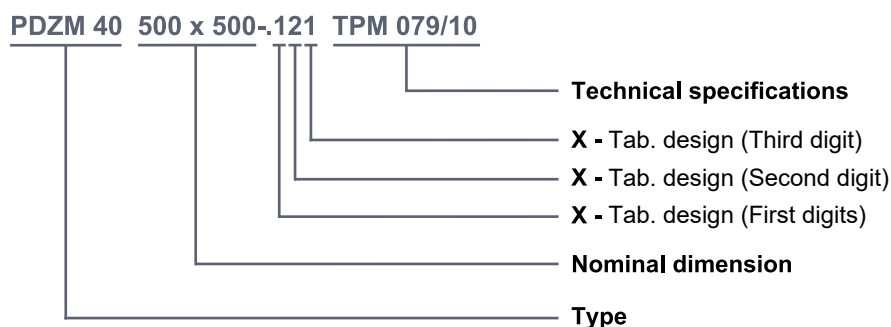 PDZM 40 500 x 500-.121 TPM 079/10
Technical specifications
X - Tab. design (Third digit)
X - Tab. design (Second digit)
X - Tab. design (First digits)
Nominal dimension
Type